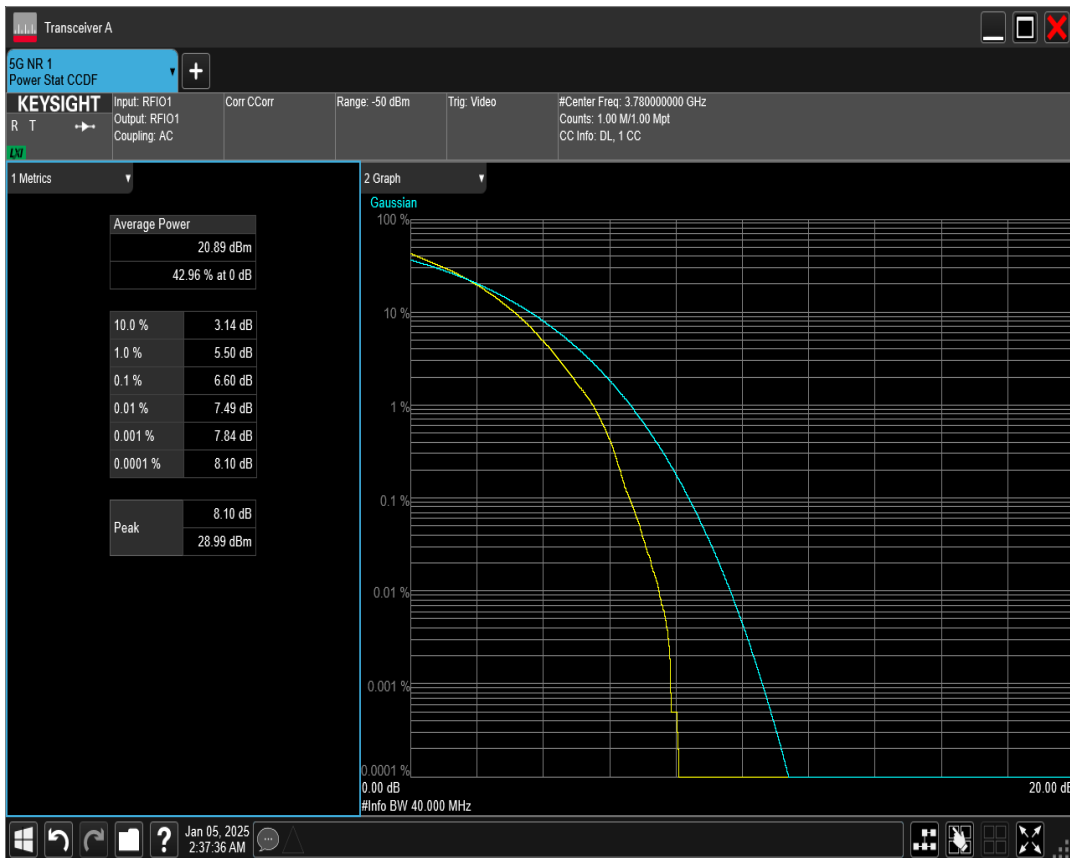 Transceiver A
5G NR 1
Power Stat CCDF
+
KEYSIGHT
R T
LXI
Input: RFIO1
Output: RFIO1
Coupling: AC
Corr CCorr
Range: -50 dBm
Trig: Video
#Center Freq: 3.780000000 GHz
Counts: 1.00 M/1.00 Mpt
CC Info: DL, 1 CC
1 Metrics
Average Power
20.89 dBm
42.96 % at 0 dB
10.0 % 3.14 dB
1.0 % 5.50 dB
0.1 % 6.60 dB
0.01 % 7.49 dB
0.001 % 7.84 dB
0.0001 % 8.10 dB
Peak 8.10 dB
28.99 dBm
2 Graph
Gaussian
100 %
10 %
1 %
0.1 %
0.01 %
0.001 %
0.0001 %
0.00 dB 20.00 dB
#Info BW 40.000 MHz
?
Jan 05, 2025
2:37:36 AM